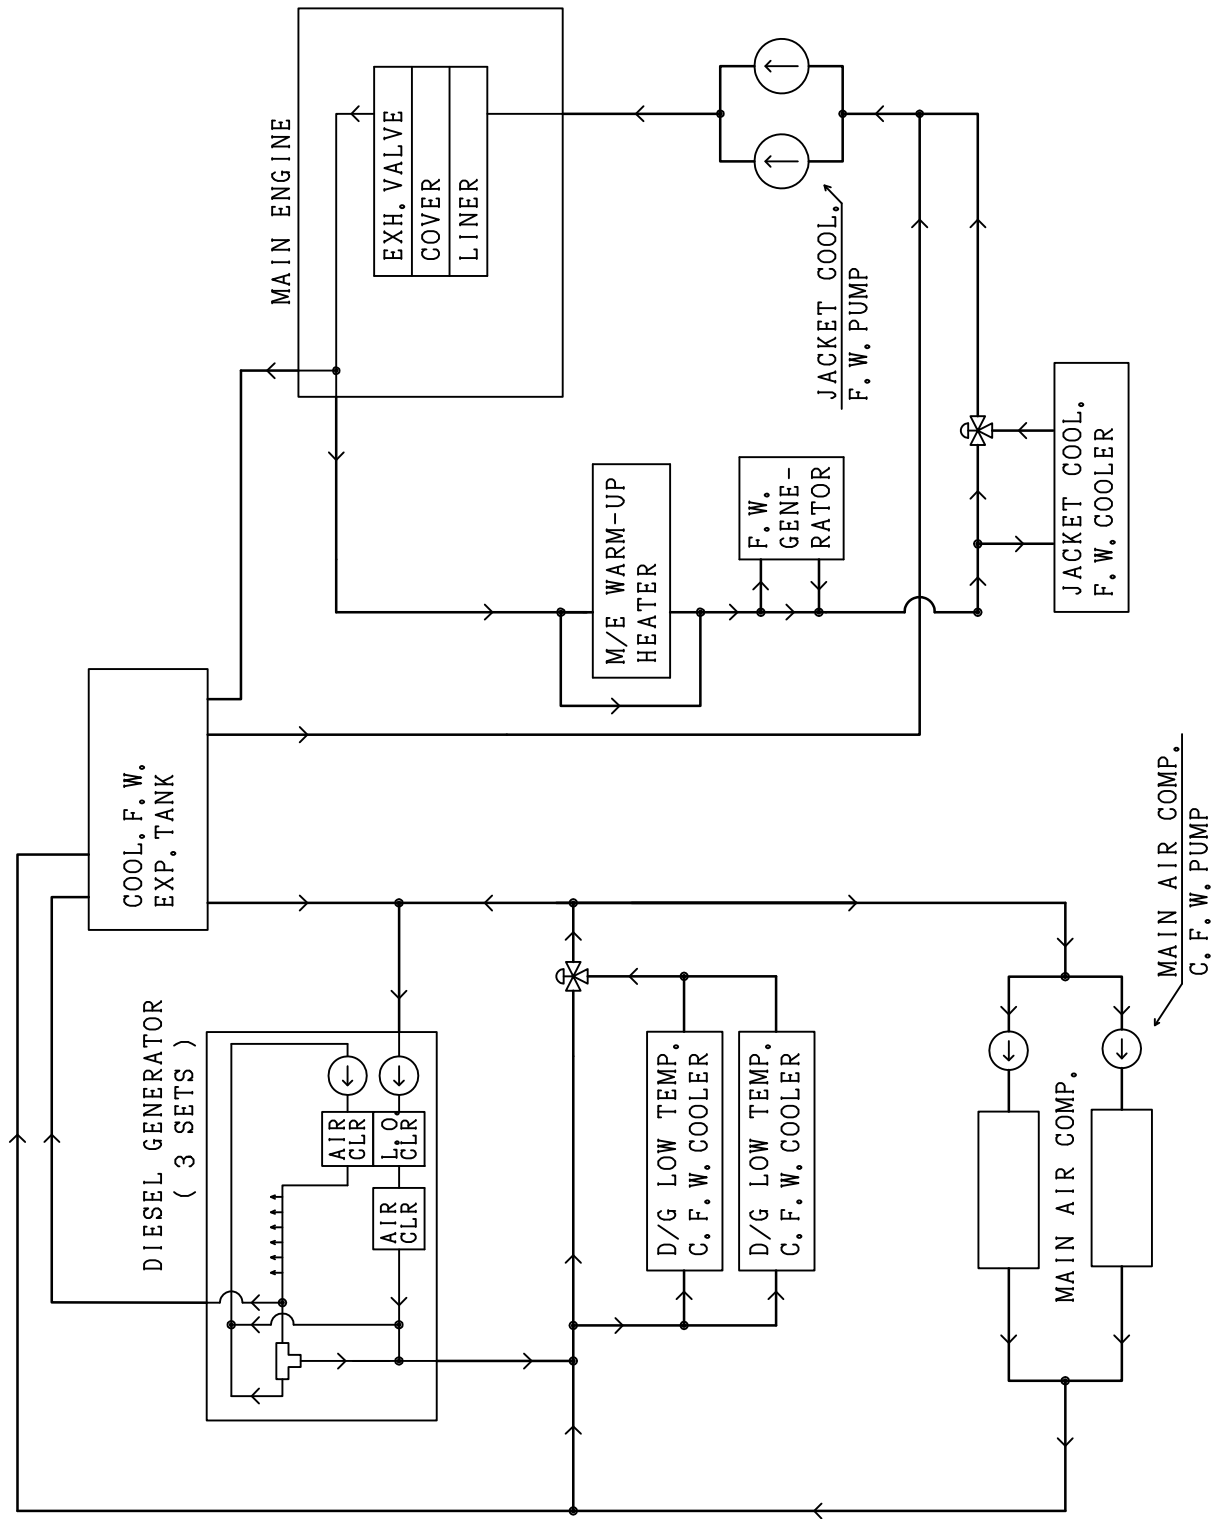 MAIN ENGINE
EXH. VALVE
COVER
LINER
JACKET COOL.
F. W. PUMP
M/E WARM-UP
HEATER
F. W.
GENE-
RATOR
JACKET COOL.
F. W. COOLER
COOL. F. W.
EXP. TANK
DIESEL GENERATOR
( 3 SETS )
AIR
CLR
L.O.
CLR
AIR
CLR
D/G LOW TEMP.
C. F. W. COOLER
D/G LOW TEMP.
C. F. W. COOLER
MAIN AIR COMP.
MAIN AIR COMP.
C. F. W. PUMP